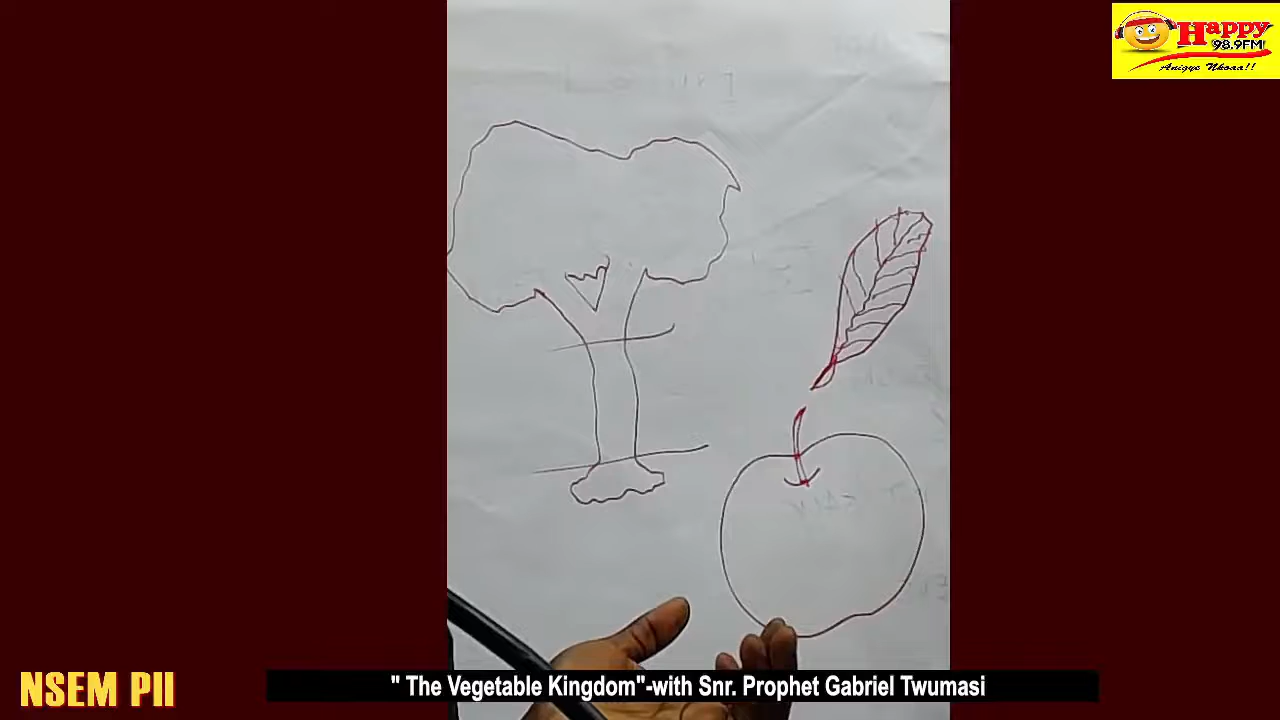 Happy
98.9FM
Anigye Nkoaa!!
NSEM PII
" The Vegetable Kingdom"-with Snr. Prophet Gabriel Twumasi